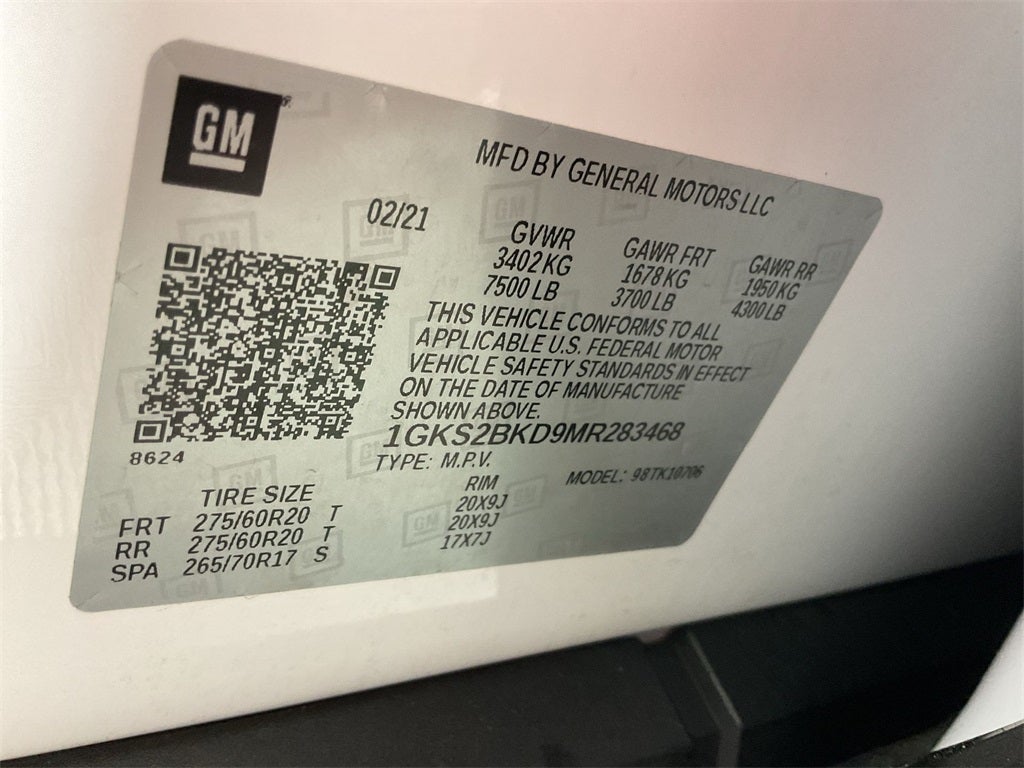 GM
MFD BY GENERAL MOTORS LLC
02/21
GVWR GAWR FRT GAWR RR
3402 KG 1678 KG 1950 KG
7500 LB 3700 LB 4300 LB
THIS VEHICLE CONFORMS TO ALL
APPLICABLE U.S. FEDERAL MOTOR
VEHICLE SAFETY STANDARDS IN EFFECT
ON THE DATE OF MANUFACTURE
SHOWN ABOVE.
1GKS2BKD9MR283468
8624
TYPE: M.P.V. MODEL: 98TK10706
TIRE SIZE RIM
FRT 275/60R20 T 20X9J
RR 275/60R20 T 20X9J
SPA 265/70R17 S 17X7J